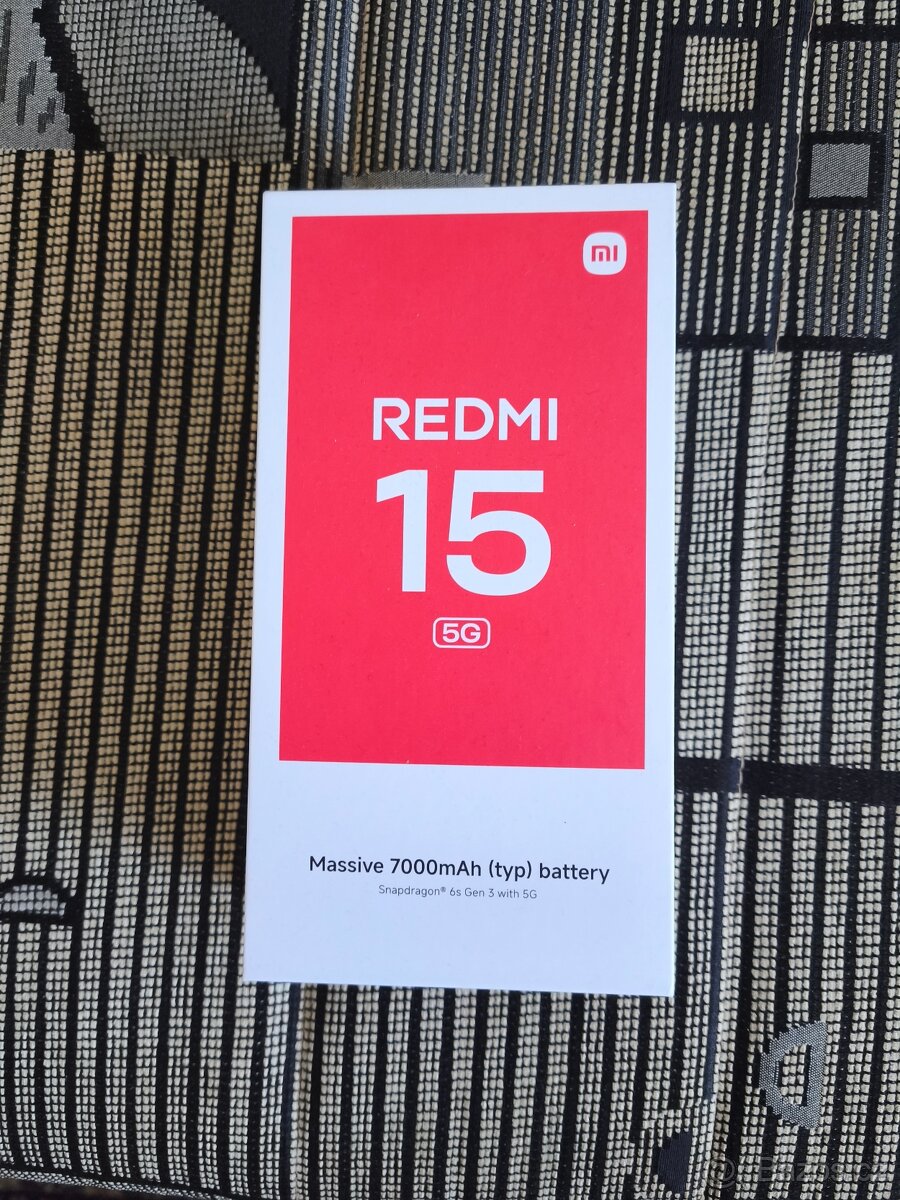 mi
REDMI
15
5G
Massive 7000mAh (typ) battery
Snapdragon® 6s Gen 3 with 5G